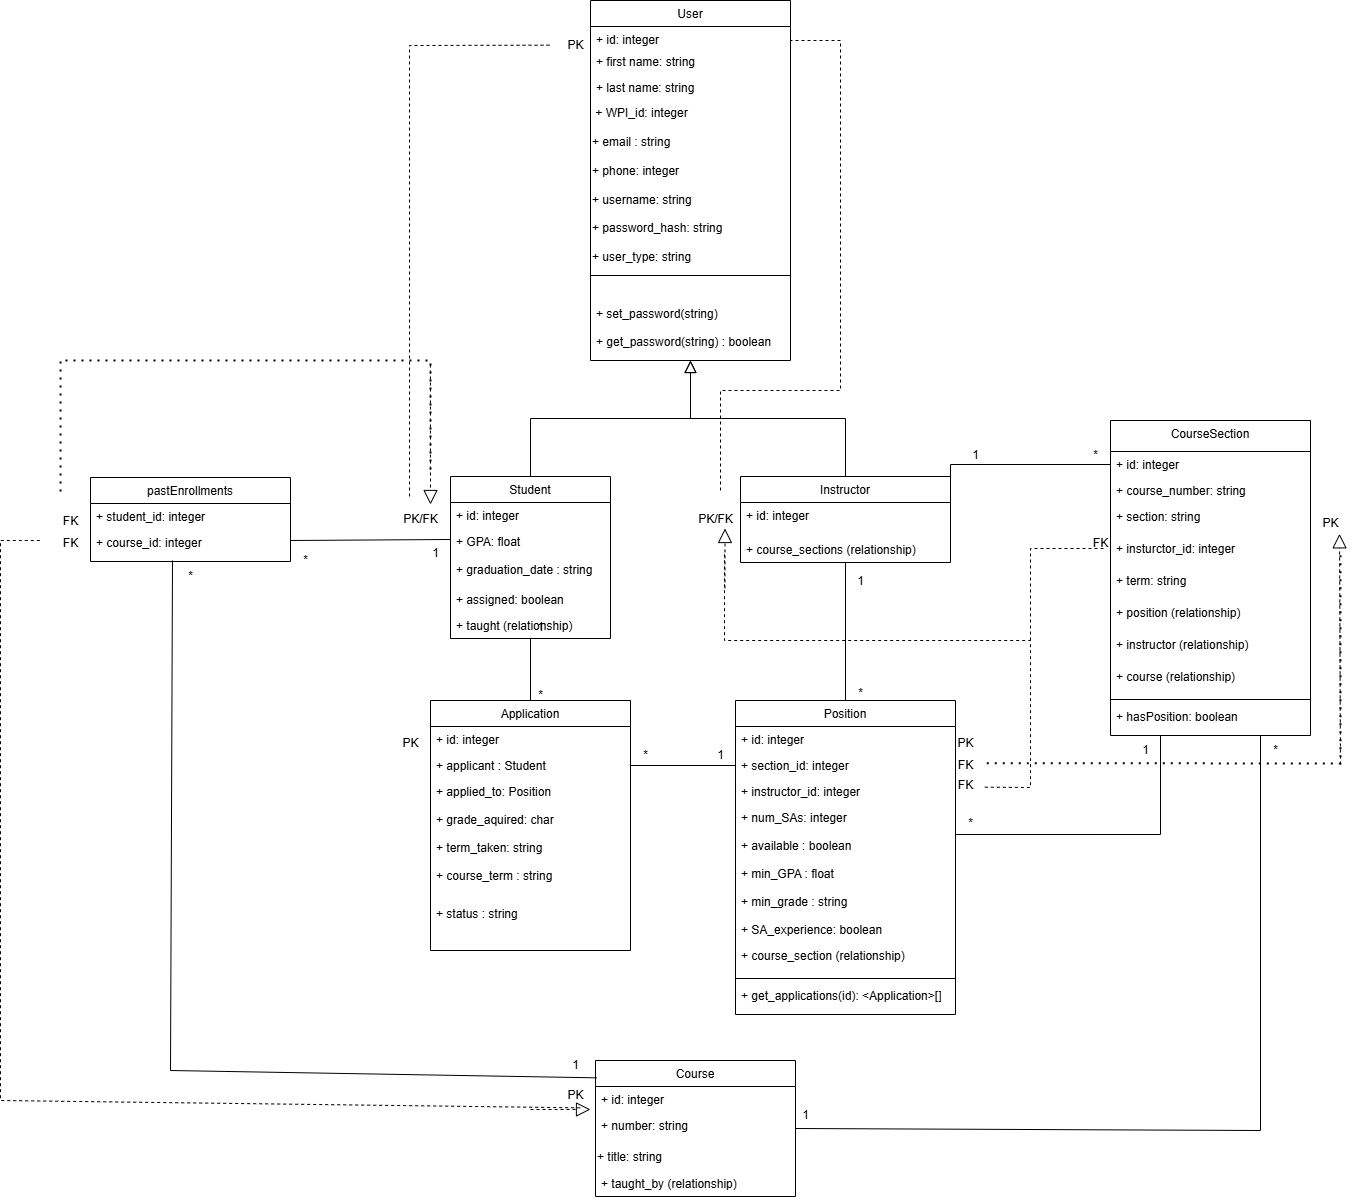 User
PK
+ id: integer
+ first name: string
+ last name: string
+ WPI_id: integer
+ email : string
+ phone: integer
+ username: string
+ password_hash: string
+ user_type: string
+ set_password(string)
+ get_password(string) : boolean
pastEnrollments
FK
+ student_id: integer
FK
+ course_id: integer
*
*
Student
PK/FK
+ id: integer
+ GPA: float
1
+ graduation_date : string
+ assigned: boolean
+ taught (relationship)
1
*
Instructor
PK/FK
+ id: integer
+ course_sections (relationship)
1
*
1
*
CourseSection
+ id: integer
PK
+ course_number: string
+ section: string
FK
+ insturctor_id: integer
+ term: string
+ position (relationship)
+ instructor (relationship)
+ course (relationship)
+ hasPosition: boolean
1
*
Application
PK
+ id: integer
+ applicant : Student
+ applied_to: Position
+ grade_aquired: char
+ term_taken: string
+ course_term : string
+ status : string
*
1
Position
+ id: integer
PK
+ section_id: integer
FK
+ instructor_id: integer
FK
+ num_SAs: integer
*
+ available : boolean
+ min_GPA : float
+ min_grade : string
+ SA_experience: boolean
+ course_section (relationship)
+ get_applications(id): <Application>[]
1
Course
PK
+ id: integer
+ number: string
1
+ title: string
+ taught_by (relationship)